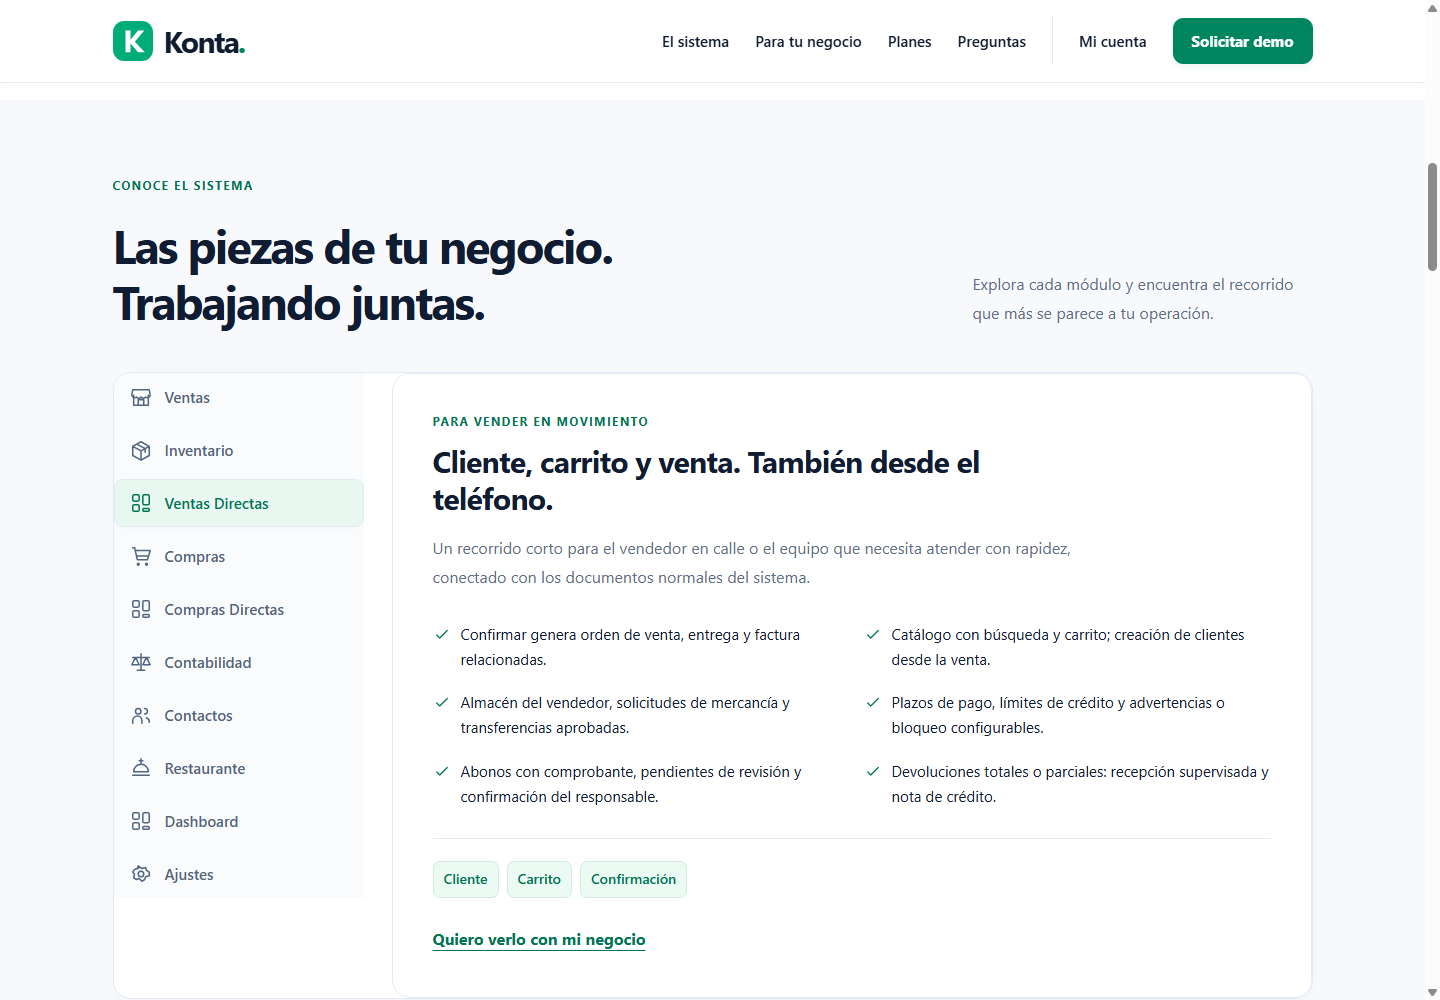 K Konta.
El sistema
Para tu negocio
Planes
Preguntas
Mi cuenta
Solicitar demo
CONOCE EL SISTEMA
Las piezas de tu negocio.
Trabajando juntas.
Explora cada módulo y encuentra el recorrido
que más se parece a tu operación.
Ventas
Inventario
Ventas Directas
Compras
Compras Directas
Contabilidad
Contactos
Restaurante
Dashboard
Ajustes
PARA VENDER EN MOVIMIENTO
Cliente, carrito y venta. También desde el
teléfono.
Un recorrido corto para el vendedor en calle o el equipo que necesita atender con rapidez,
conectado con los documentos normales del sistema.
Confirmar genera orden de venta, entrega y factura
relacionadas.
Catálogo con búsqueda y carrito; creación de clientes
desde la venta.
Almacén del vendedor, solicitudes de mercancía y
transferencias aprobadas.
Plazos de pago, límites de crédito y advertencias o
bloqueo configurables.
Abonos con comprobante, pendientes de revisión y
confirmación del responsable.
Devoluciones totales o parciales: recepción supervisada y
nota de crédito.
Cliente
Carrito
Confirmación
Quiero verlo con mi negocio